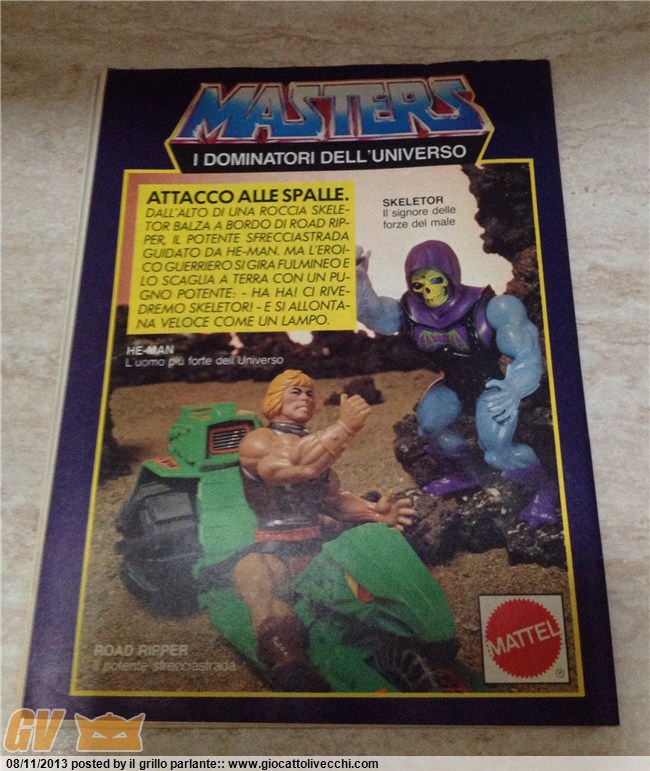 MASTERS
I DOMINATORI DELL'UNIVERSO
ATTACCO ALLE SPALLE.
DALL'ALTO DI UNA ROCCIA SKELE-
TOR BALZA A BORDO DI ROAD RIP-
PER, IL POTENTE SFRECCIASTRADA
GUIDATO DA HE-MAN. MA L'EROI-
CO GUERRIERO SI GIRA FULMINEO E
LO SCAGLIA A TERRA CON UN PU-
GNO POTENTE: - HA HA! CI RIVE-
DREMO SKELETOR! - E SI ALLONTA-
NA VELOCE COME UN LAMPO.
SKELETOR
Il signore delle
forze del male
HE-MAN
L'uomo più forte dell'Universo
ROAD RIPPER
Il potente sfrecciastrada
MATTEL
®
GV
08/11/2013 posted by il grillo parlante:: www.giocattolivecchi.com